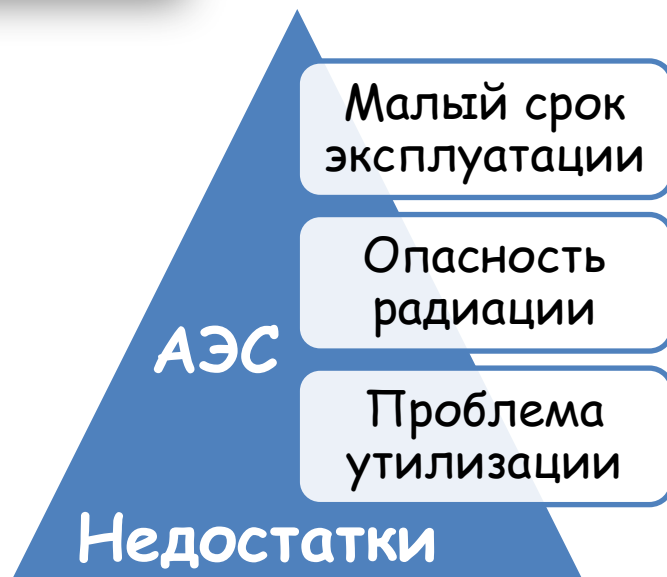 Малый срок
эксплуатации
Опасность
радиации
АЭС
Проблема
утилизации
Недостатки